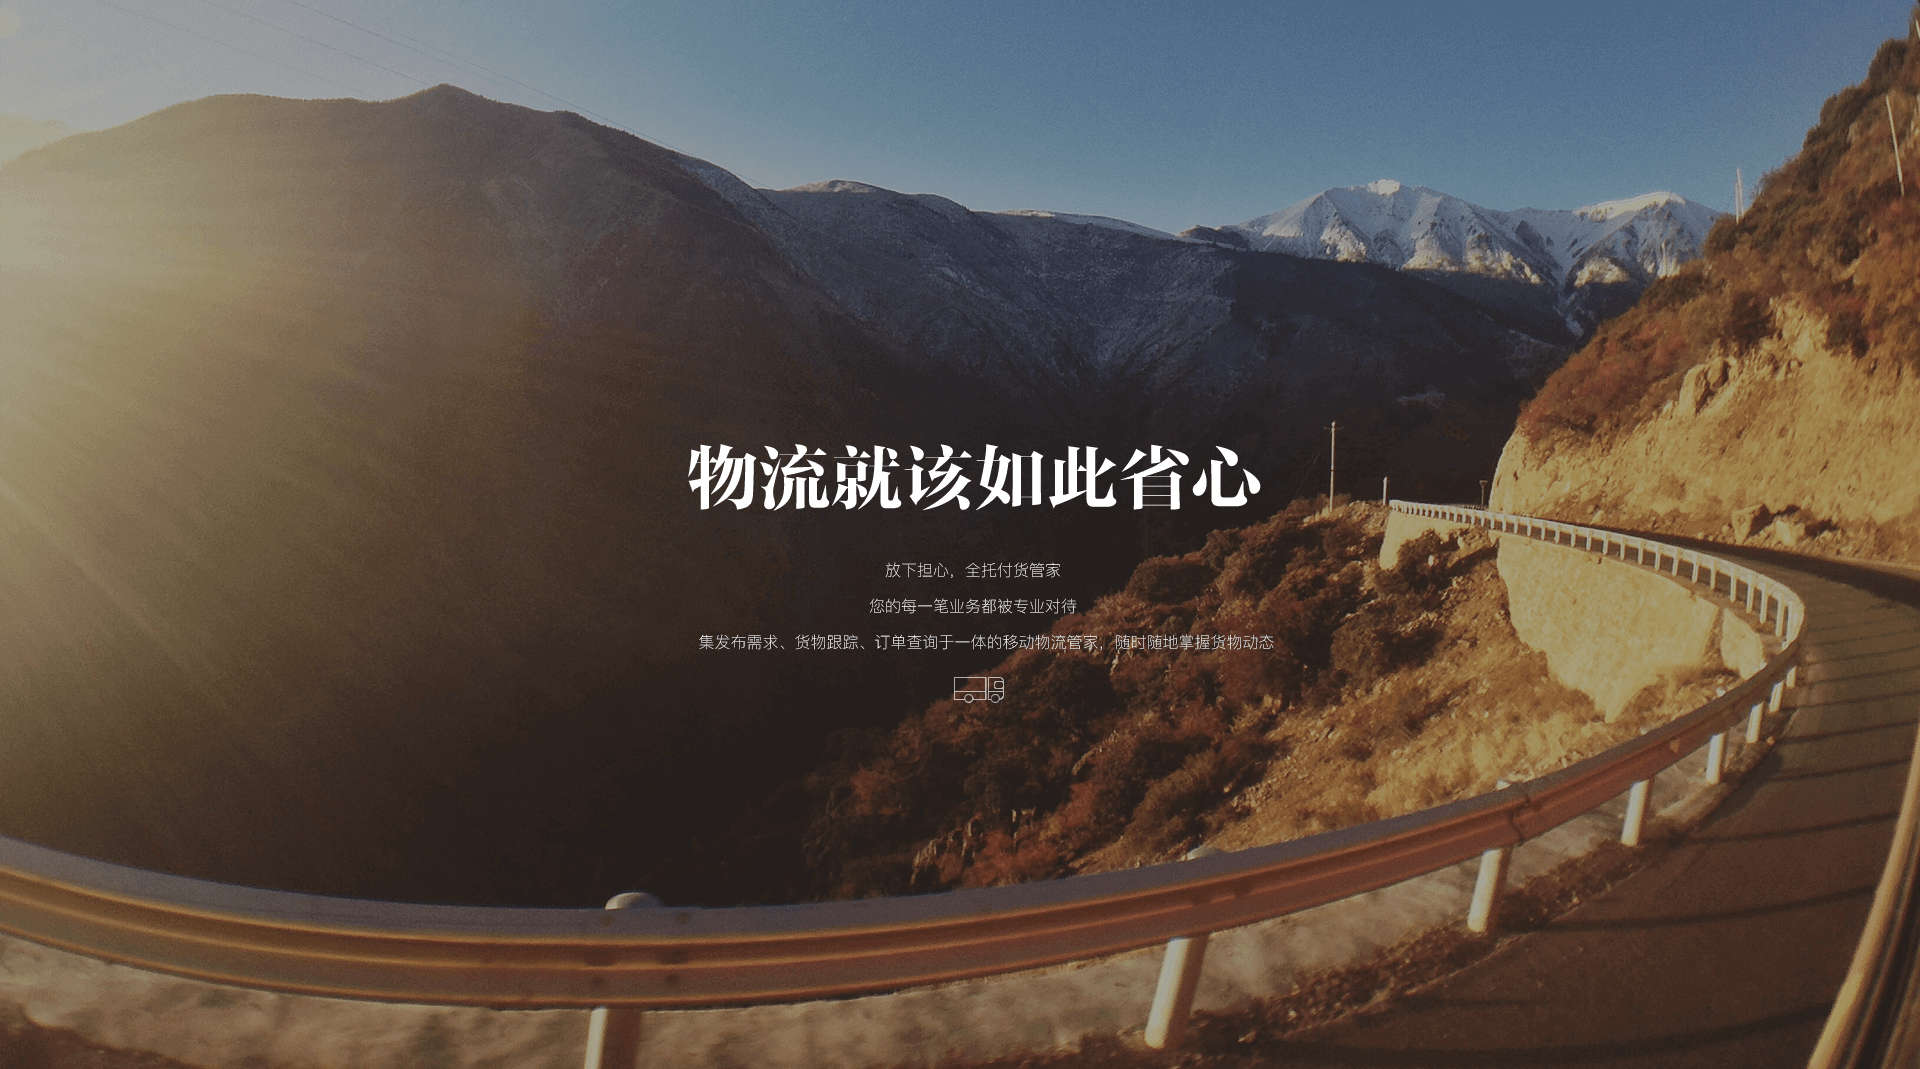 物流就该如此省心
放下担心，全托付货管家
您的每一笔业务都被专业对待
集发布需求、货物跟踪、订单查询于一体的移动物流管家，随时随地掌握货物动态